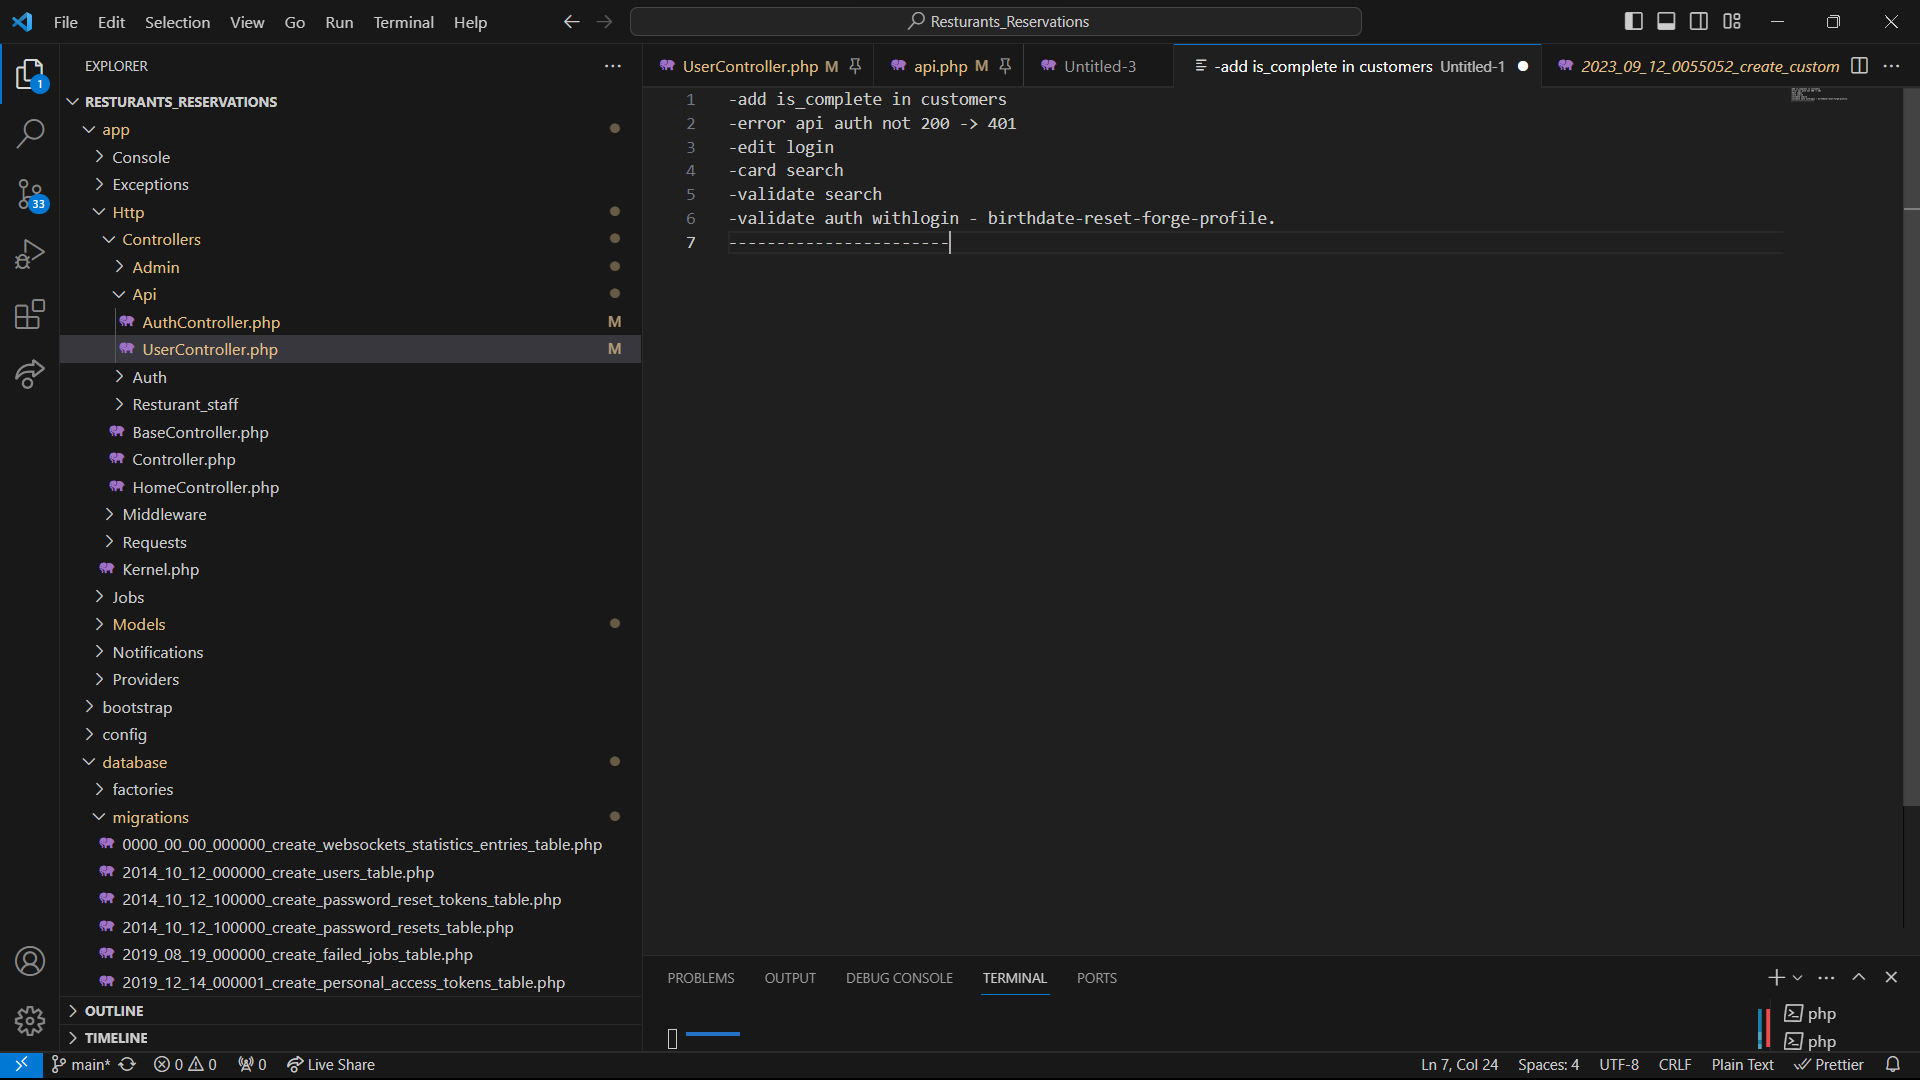 File Edit Selection View Go Run Terminal Help
Resturants_Reservations
EXPLORER
RESTURANTS_RESERVATIONS
app
Console
Exceptions
Http
Controllers
Admin
Api
AuthController.php M
UserController.php M
Auth
Resturant_staff
BaseController.php
Controller.php
HomeController.php
Middleware
Requests
Kernel.php
Jobs
Models
Notifications
Providers
bootstrap
config
database
factories
migrations
0000_00_00_000000_create_websockets_statistics_entries_table.php
2014_10_12_000000_create_users_table.php
2014_10_12_100000_create_password_reset_tokens_table.php
2014_10_12_100000_create_password_resets_table.php
2019_08_19_000000_create_failed_jobs_table.php
2019_12_14_000001_create_personal_access_tokens_table.php
OUTLINE
TIMELINE
1
33
UserController.php M
api.php M
Untitled-3
-add is_complete in customers Untitled-1
2023_09_12_0055052_create_custom
1 -add is_complete in customers
2 -error api auth not 200 -> 401
3 -edit login
4 -card search
5 -validate search
6 -validate auth withlogin - birthdate-reset-forge-profile.
7 -----------------------
PROBLEMS OUTPUT DEBUG CONSOLE TERMINAL PORTS
php
php
main* 0 0 0 Live Share
Ln 7, Col 24 Spaces: 4 UTF-8 CRLF Plain Text Prettier